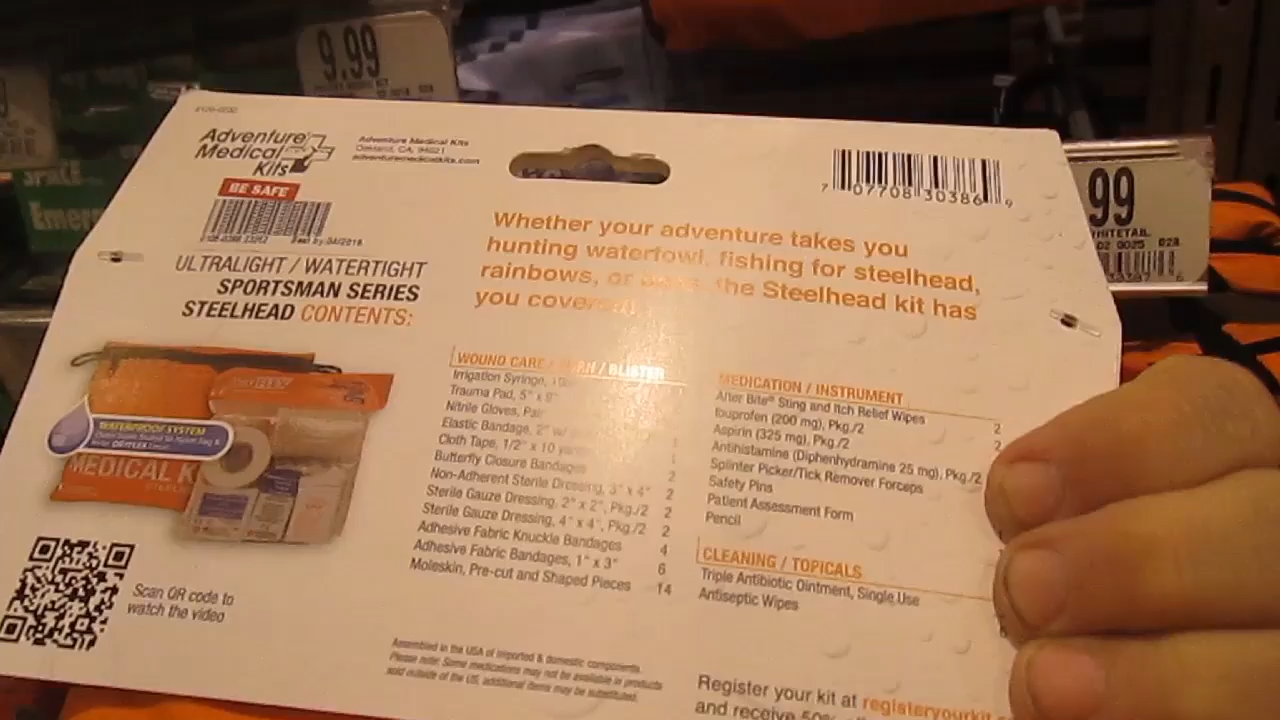 9.99
99
WHITETAIL
Emer
Adventure
Medical
Kits
Adventure Medical Kits
Oakland, CA, 94621
adventuremedicalkits.com
BE SAFE
7 07708 30386 9
ULTRALIGHT / WATERTIGHT
SPORTSMAN SERIES
STEELHEAD CONTENTS:
Whether your adventure takes you
hunting waterfowl, fishing for steelhead,
rainbows, or the Steelhead kit has
you covered.
WATERPROOF SYSTEM
MEDICAL K
Scan QR code to
watch the video
WOUND CARE / BURN / BLISTER
Irrigation Syringe,
Trauma Pad, 5" x 9"
Nitrile Gloves, Pair
Elastic Bandage, 2"
Cloth Tape, 1/2" x 10 yards 1
Butterfly Closure Bandages 1
Non-Adherent Sterile Dressing, 3" x 4" 2
Sterile Gauze Dressing, 2" x 2", Pkg./2 2
Sterile Gauze Dressing, 4" x 4", Pkg./2 2
Adhesive Fabric Knuckle Bandages 2
Adhesive Fabric Bandages, 1" x 3" 4
Moleskin, Pre-cut and Shaped Pieces 6
14
MEDICATION / INSTRUMENT
After Bite® Sting and Itch Relief Wipes 2
Ibuprofen (200 mg), Pkg./2 2
Aspirin (325 mg), Pkg./2
Antihistamine (Diphenhydramine 25 mg), Pkg./2
Splinter Picker/Tick Remover Forceps
Safety Pins
Patient Assessment Form
Pencil
CLEANING / TOPICALS
Triple Antibiotic Ointment, Single Use
Antiseptic Wipes
Assembled in the USA of imported & domestic components.
Please note: Some medications may not be available in products
sold outside of the US, additional items may be substituted.
Register your kit at registeryourkit
and receive 50%